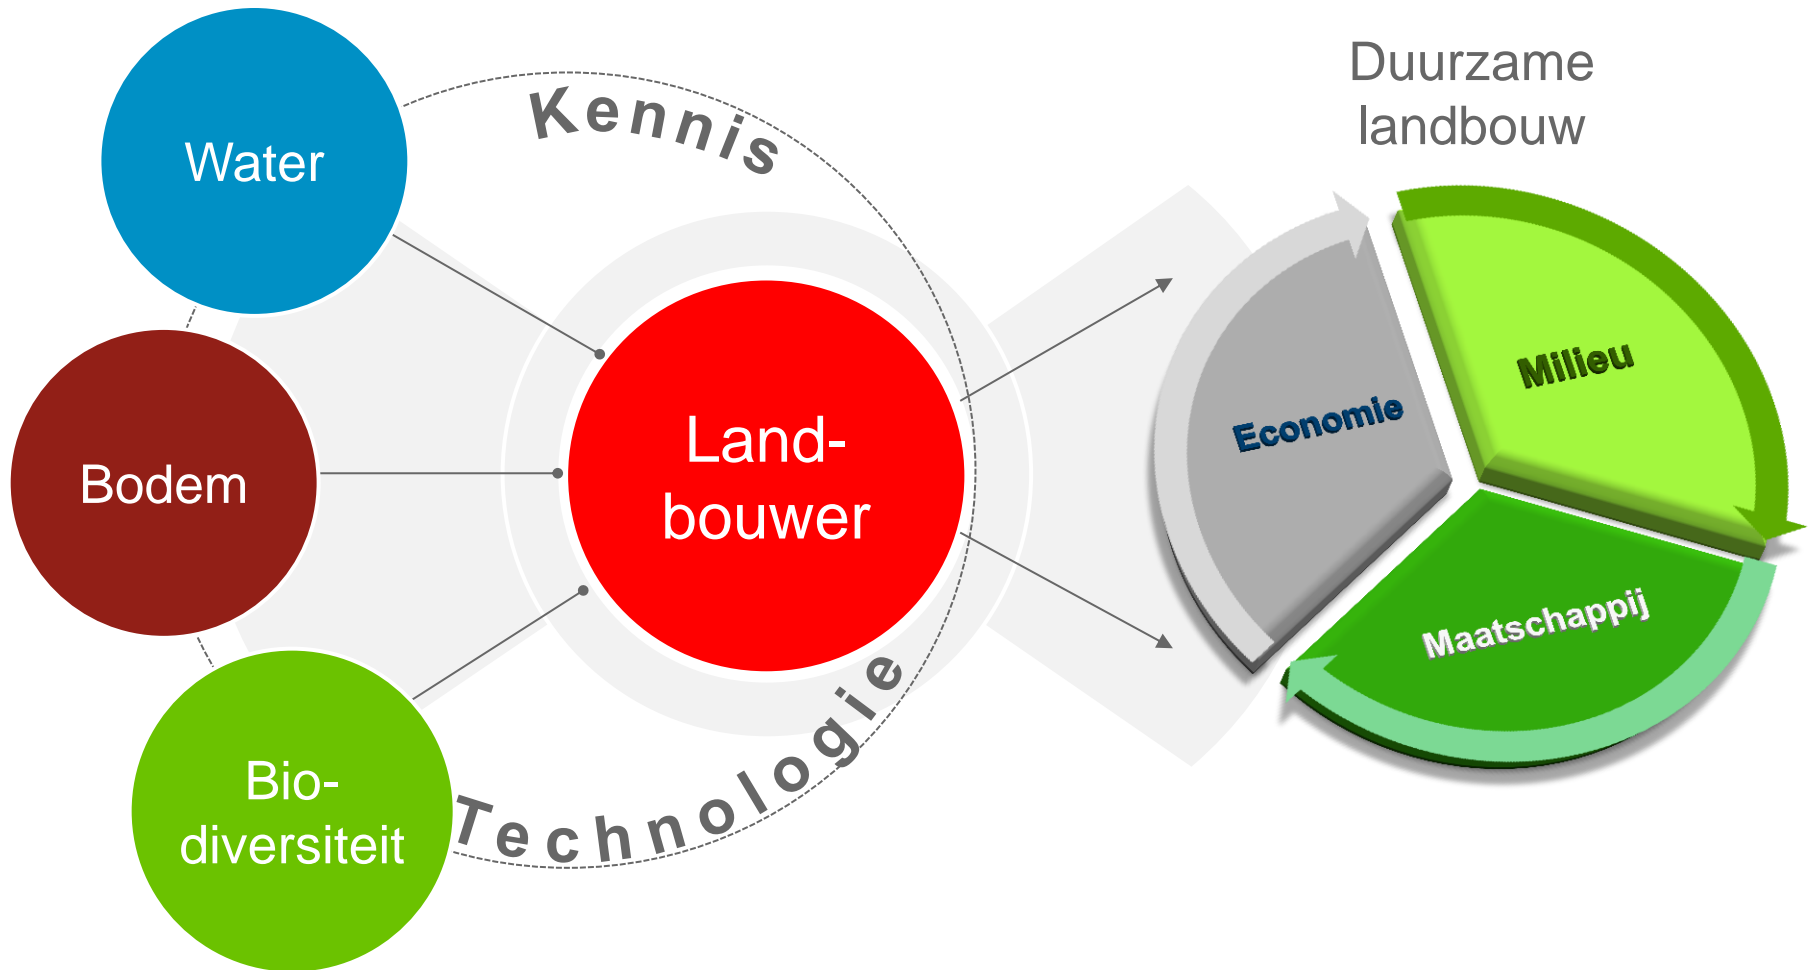 Water
Bodem
Bio-
diversiteit
Kennis
Technologie
Land-
bouwer
Duurzame
landbouw
Economie
Milieu
Maatschappij